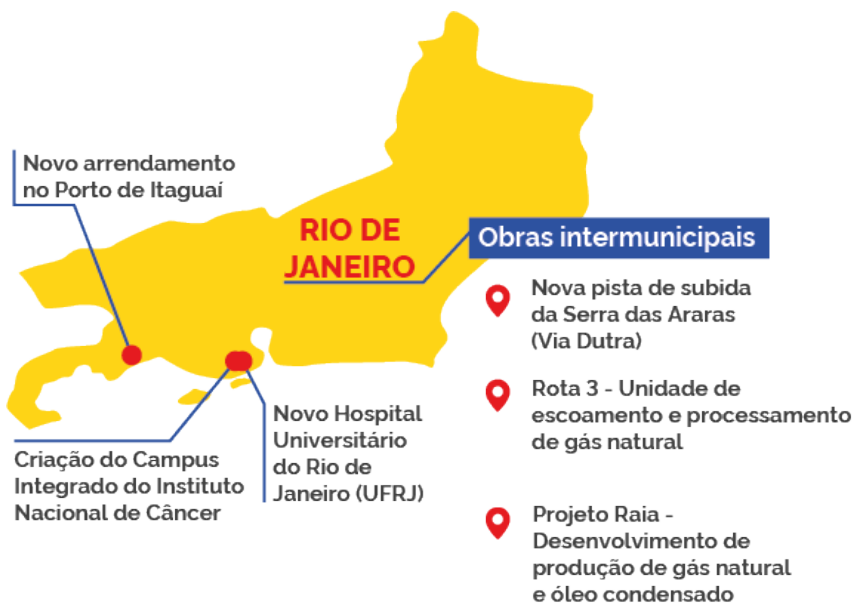 Novo arrendamento
no Porto de Itaguaí
RIO DE
JANEIRO
Obras intermunicipais
Nova pista de subida
da Serra das Araras
(Via Dutra)
Rota 3 - Unidade de
escoamento e processamento
de gás natural
Projeto Raia -
Desenvolvimento de
produção de gás natural
e óleo condensado
Criação do Campus
Integrado do Instituto
Nacional de Câncer
Novo Hospital
Universitário
do Rio de
Janeiro (UFRJ)